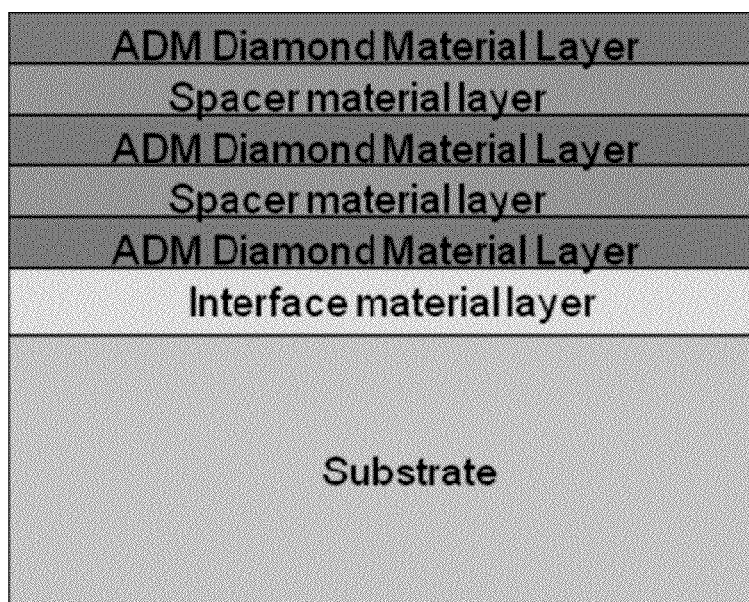 ADM Diamond Material Layer
Spacer material layer
ADM Diamond Material Layer
Spacer material layer
ADM Diamond Material Layer
Interface material layer
Substrate